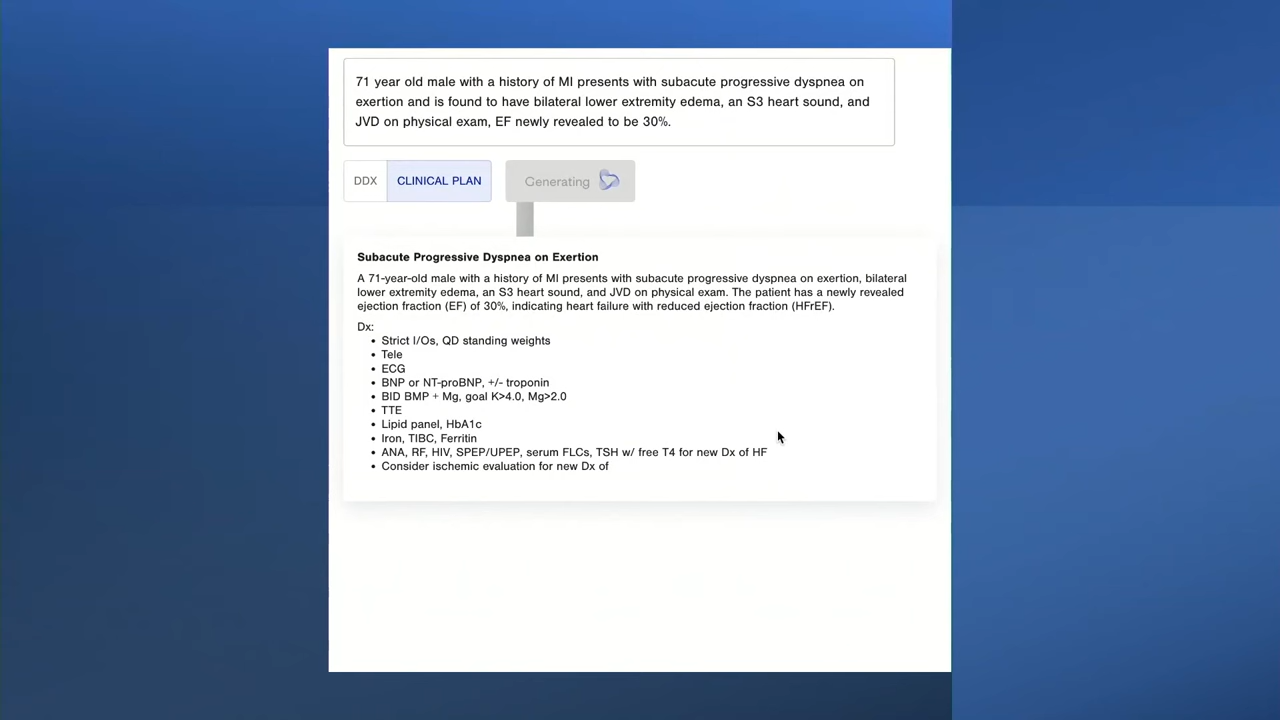 71 year old male with a history of MI presents with subacute progressive dyspnea on
exertion and is found to have bilateral lower extremity edema, an S3 heart sound, and
JVD on physical exam, EF newly revealed to be 30%.
DDX CLINICAL PLAN Generating
Subacute Progressive Dyspnea on Exertion
A 71-year-old male with a history of MI presents with subacute progressive dyspnea on exertion, bilateral
lower extremity edema, an S3 heart sound, and JVD on physical exam. The patient has a newly revealed
ejection fraction (EF) of 30%, indicating heart failure with reduced ejection fraction (HFrEF).
Dx:
• Strict I/Os, QD standing weights
• Tele
• ECG
• BNP or NT-proBNP, +/- troponin
• BID BMP + Mg, goal K>4.0, Mg>2.0
• TTE
• Lipid panel, HbA1c
• Iron, TIBC, Ferritin
• ANA, RF, HIV, SPEP/UPEP, serum FLCs, TSH w/ free T4 for new Dx of HF
• Consider ischemic evaluation for new Dx of